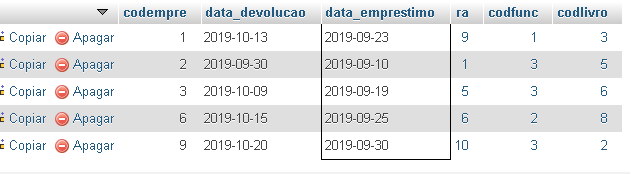 codempre data_devolucao data_emprestimo ra codfunc codlivro
Copiar Apagar 1 2019-10-13 2019-09-23 9 1 3
Copiar Apagar 2 2019-09-30 2019-09-10 1 3 5
Copiar Apagar 3 2019-10-09 2019-09-19 5 3 6
Copiar Apagar 6 2019-10-15 2019-09-25 6 2 8
Copiar Apagar 9 2019-10-20 2019-09-30 10 3 2